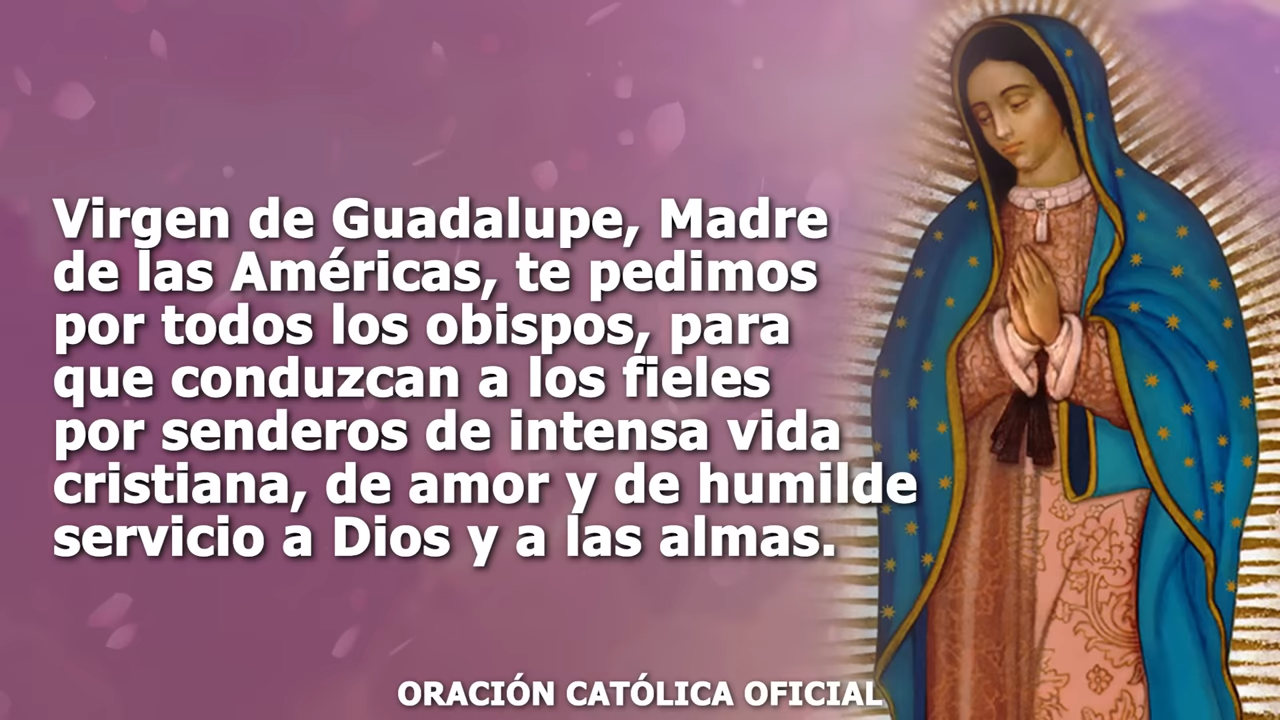 Virgen de Guadalupe, Madre
de las Américas, te pedimos
por todos los obispos, para
que conduzcan a los fieles
por senderos de intensa vida
cristiana, de amor y de humilde
servicio a Dios y a las almas.
ORACIÓN CATÓLICA OFICIAL